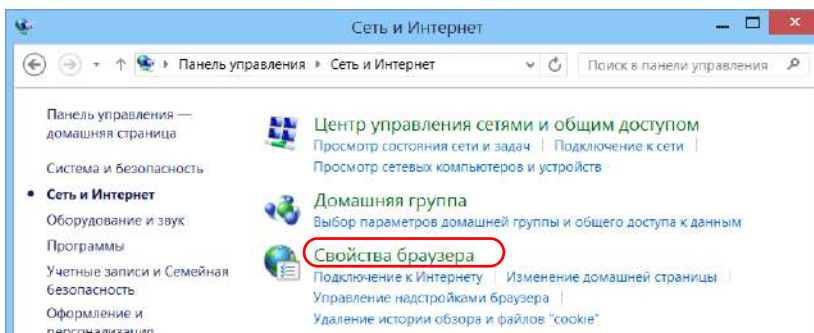 Сеть и Интернет
Панель управления Сеть и Интернет Поиск в панели управления
Панель управления —
домашняя страница
Система и безопасность
Сеть и Интернет
Оборудование и звук
Программы
Учетные записи и Семейная
безопасность
Оформление и
персонализация
Центр управления сетями и общим доступом
Просмотр состояния сети и задач Подключение к сети
Просмотр сетевых компьютеров и устройств
Домашняя группа
Выбор параметров домашней группы и общего доступа к данным
Свойства браузера
Подключение к Интернету Изменение домашней страницы
Управление надстройками браузера
Удаление истории обзора и файлов "cookie"